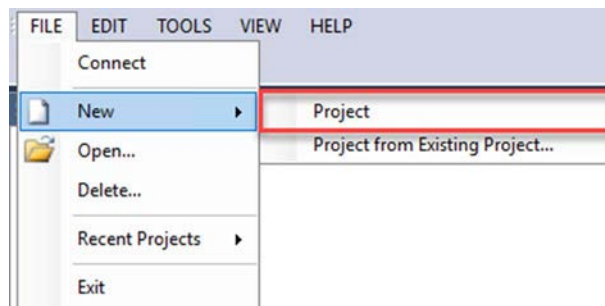 FILE EDIT TOOLS VIEW HELP
Connect
New Project
Open... Project from Existing Project...
Delete...
Recent Projects
Exit